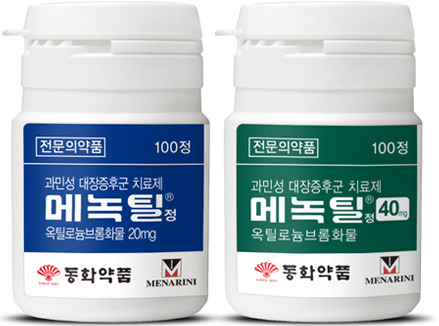 전문의약품 100정
과민성 대장증후군 치료제
메녹틸®정
옥틸로늄브롬화물 20mg
SINCE 1897 동화약품 MENARINI
전문의약품 100정
과민성 대장증후군 치료제
메녹틸®정 40mg
옥틸로늄브롬화물
SINCE 1897 동화약품 MENARINI